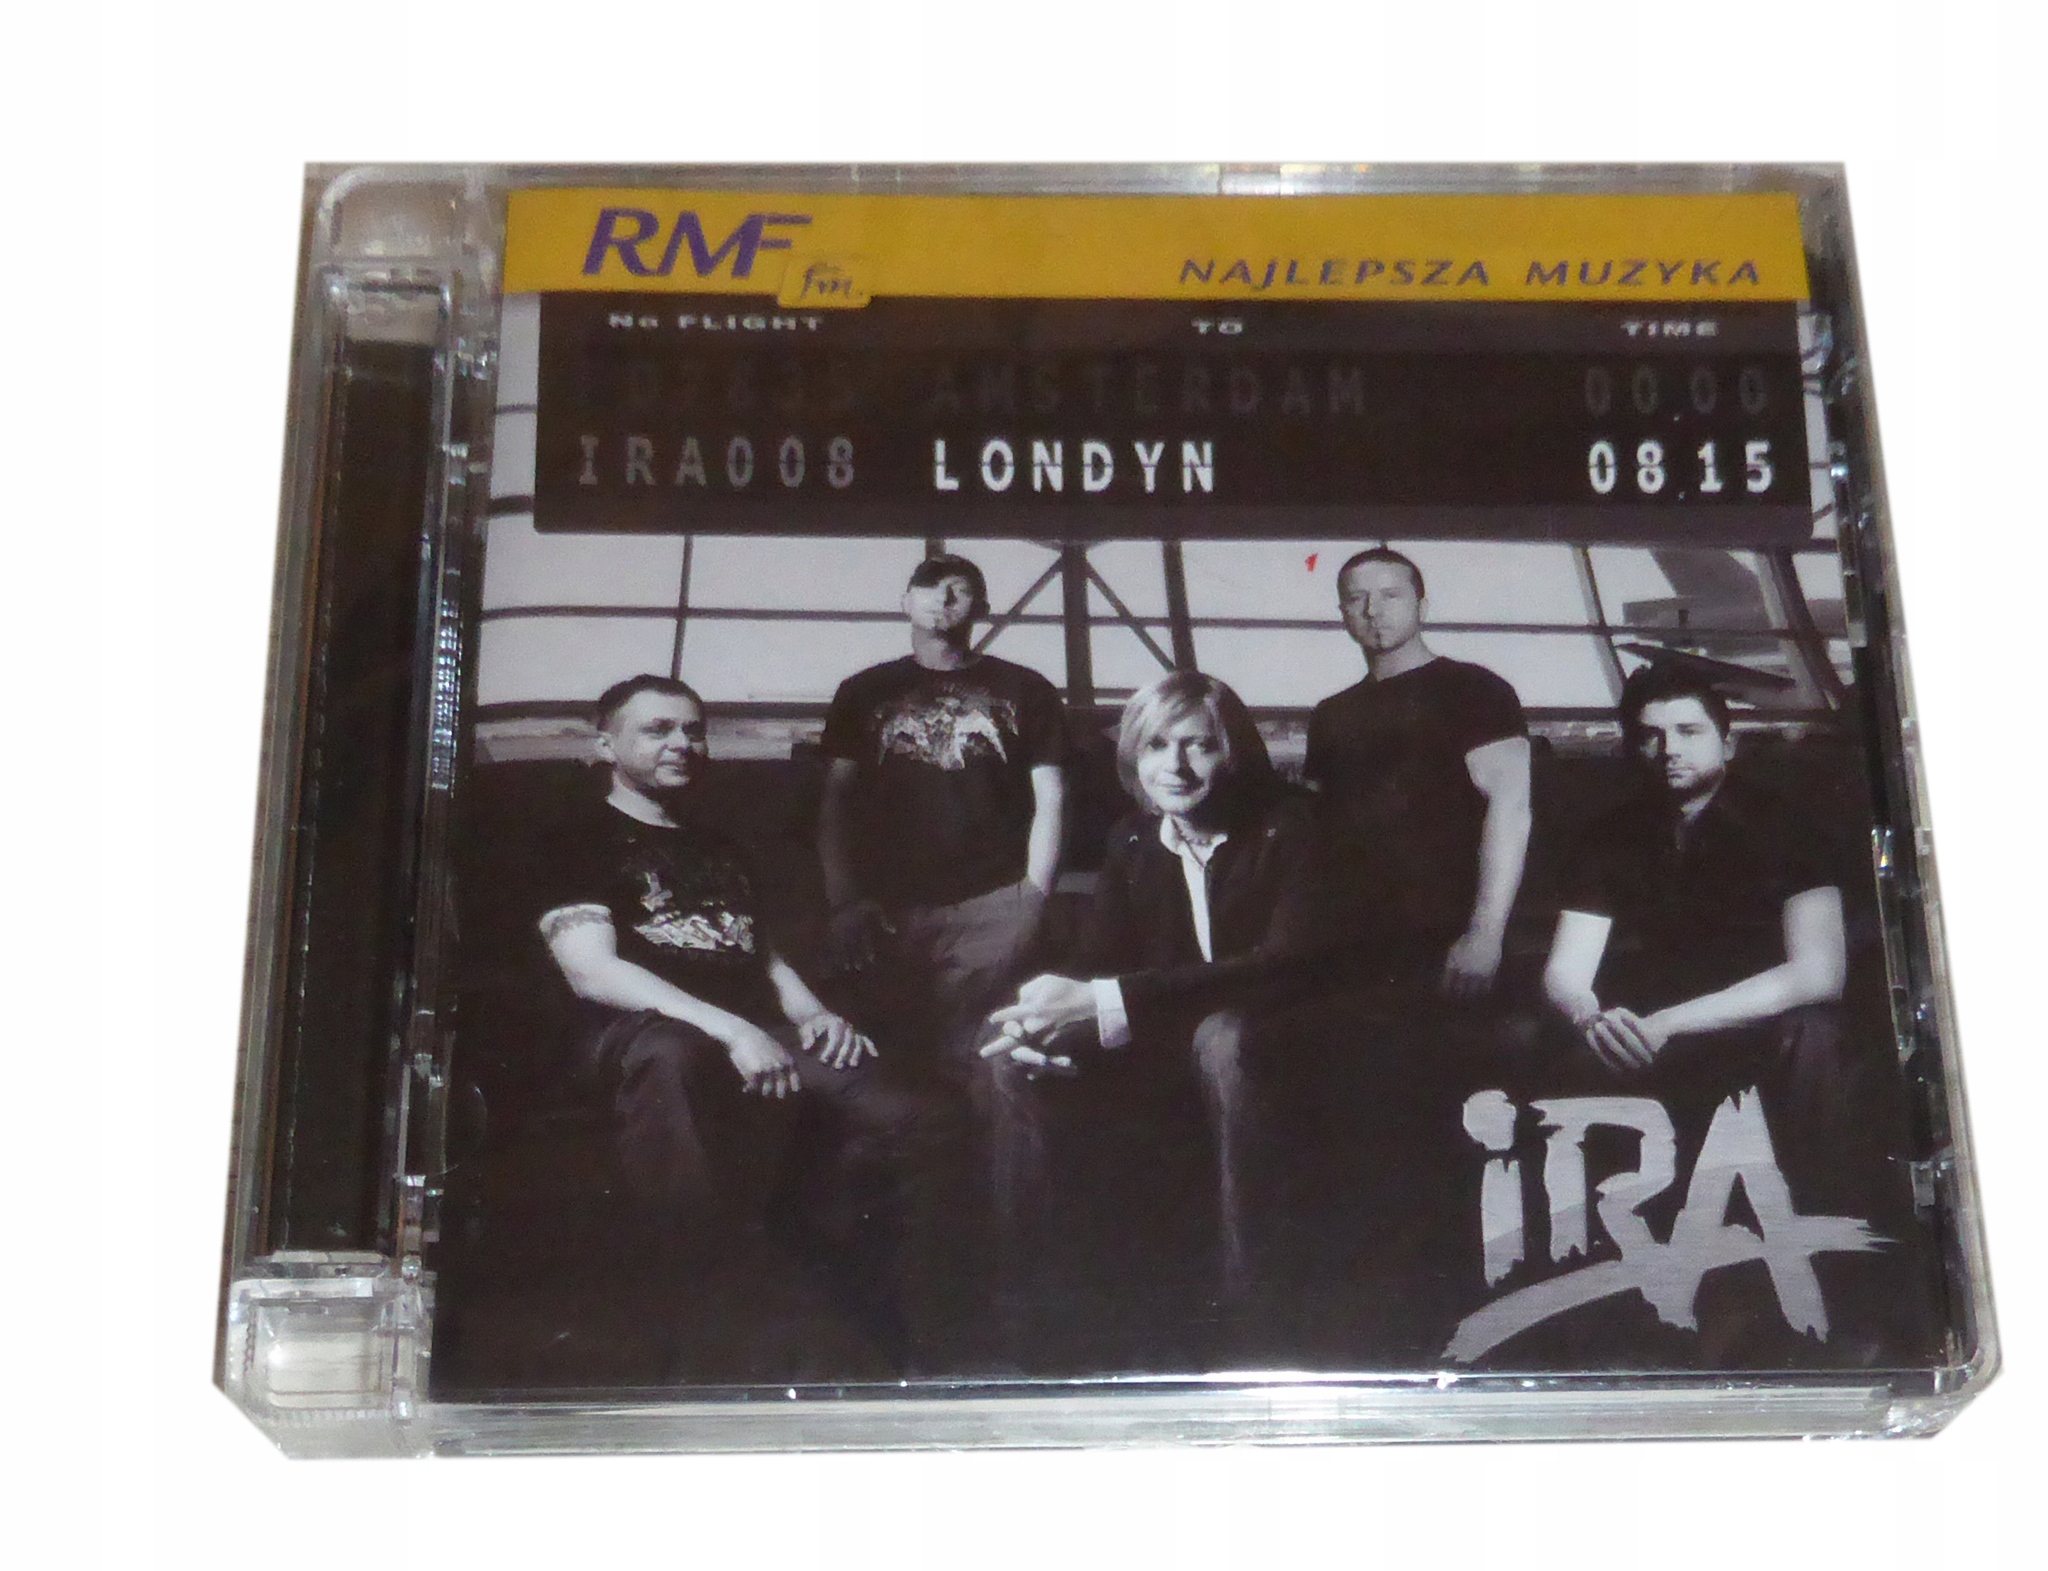 RMF fm.
NAJLEPSZA MUZYKA
No FLIGHT TO TIME
AMSTERDAM 00.00
IRA008 LONDYN 08.15
iRA